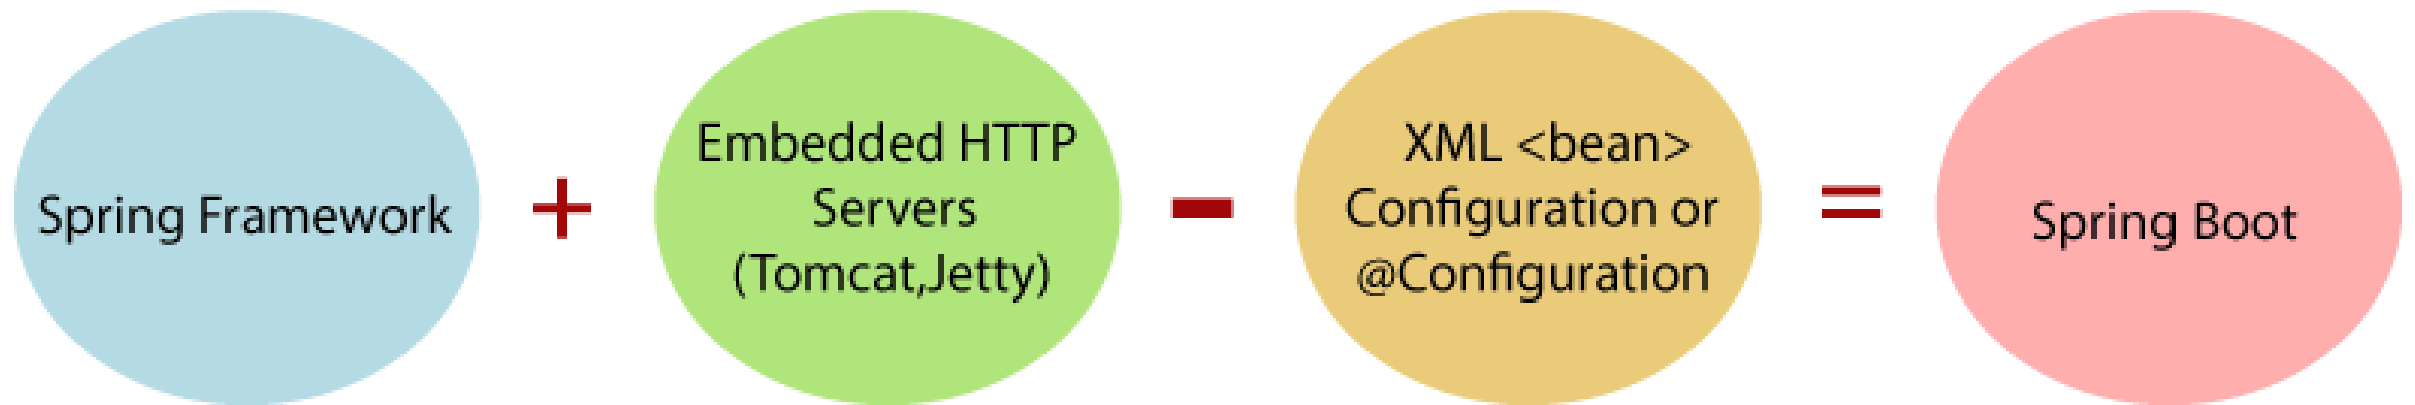 Spring Framework
+
Embedded HTTP
Servers
(Tomcat,Jetty)
-
XML <bean>
Configuration or
@Configuration
=
Spring Boot